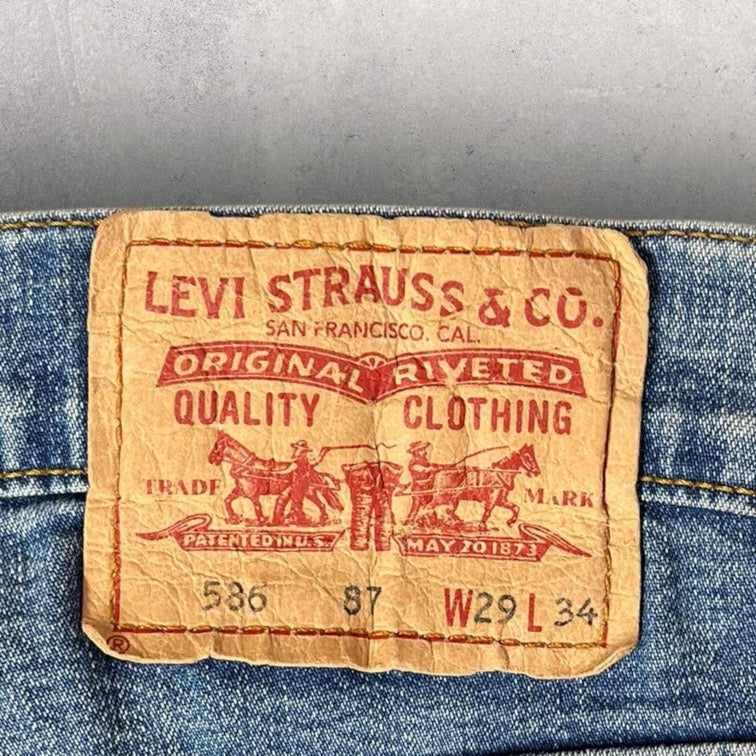 LEVI STRAUSS & CO.
SAN FRANCISCO. CAL.
ORIGINAL RIVETED
QUALITY CLOTHING
TRADE MARK
PATENTED IN U.S. MAY 20 1873
586 87 W29 L 34
®